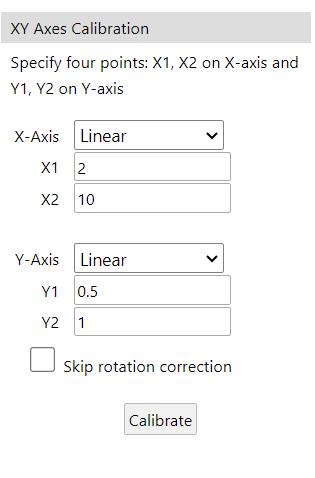 XY Axes Calibration
Specify four points: X1, X2 on X-axis and
Y1, Y2 on Y-axis
X-Axis Linear
X1 2
X2 10
Y-Axis Linear
Y1 0.5
Y2 1
Skip rotation correction
Calibrate